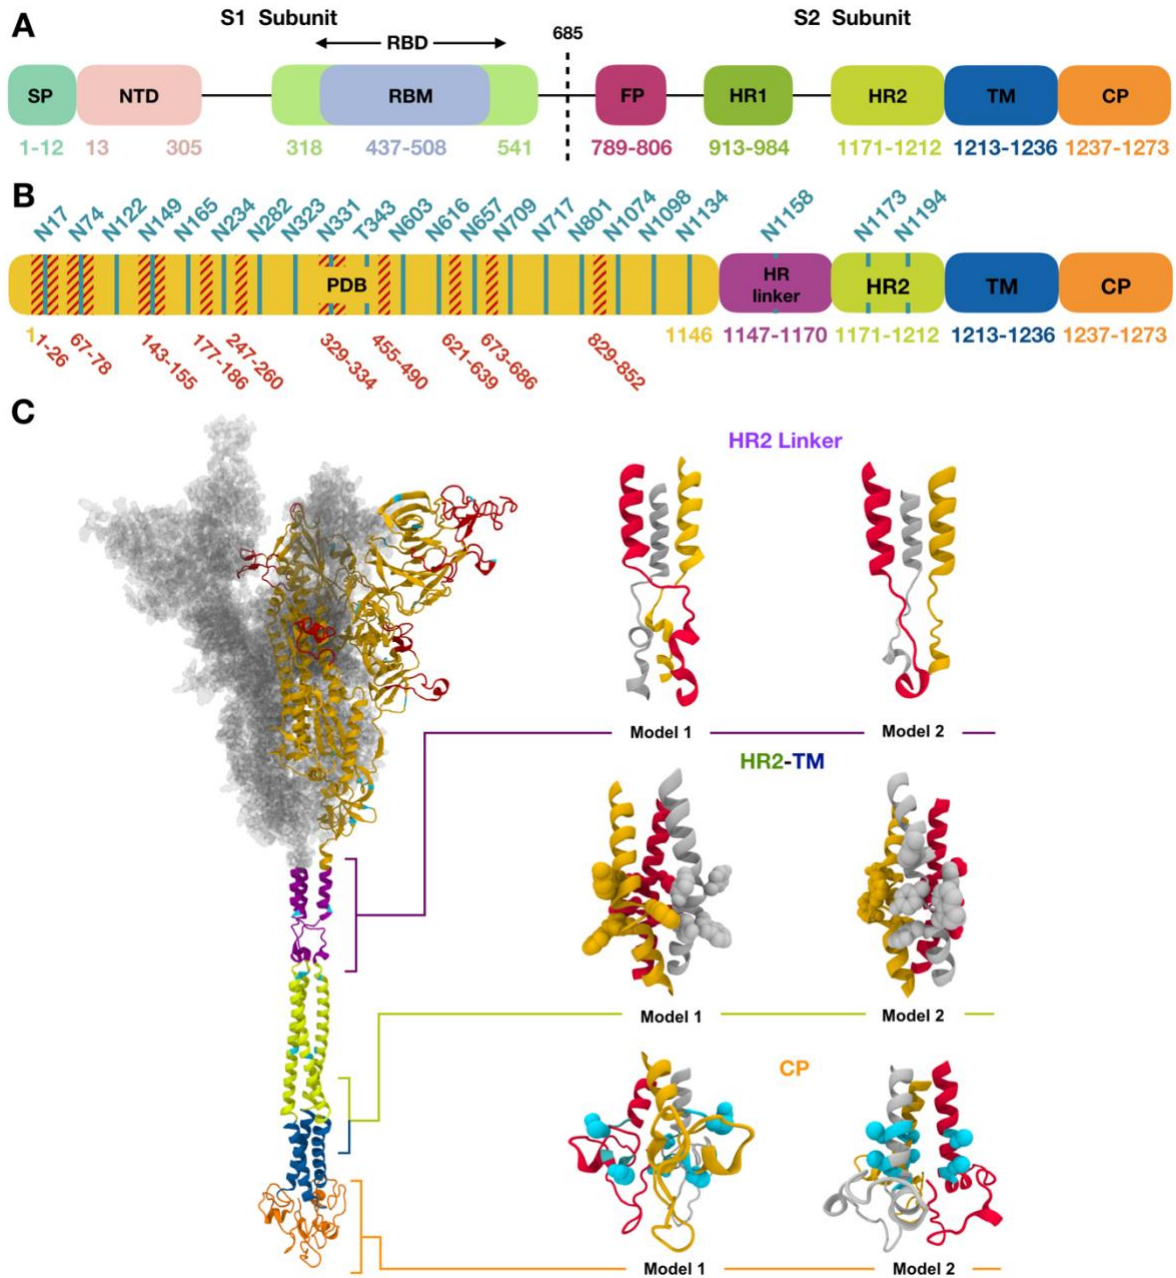 A
S1 Subunit
S2 Subunit
RBD
685
SP
NTD
RBM
FP
HR1
HR2
TM
CP
1-12
13
305
318
437-508
541
789-806
913-984
1171-1212
1213-1236
1237-1273
B
N17
N74
N122
N149
N165
N234
N282
N323
N331
T343
N603
N616
N657
N709
N717
N801
N1074
N1098
N1134
N1158
N1173
N1194
PDB
HR
linker
HR2
TM
CP
1
1-26
67-78
143-155
177-186
247-260
329-334
455-490
621-639
673-686
829-852
1146
1147-1170
1171-1212
1213-1236
1237-1273
C
HR2 Linker
Model 1
Model 2
HR2-TM
Model 1
Model 2
CP
Model 1
Model 2